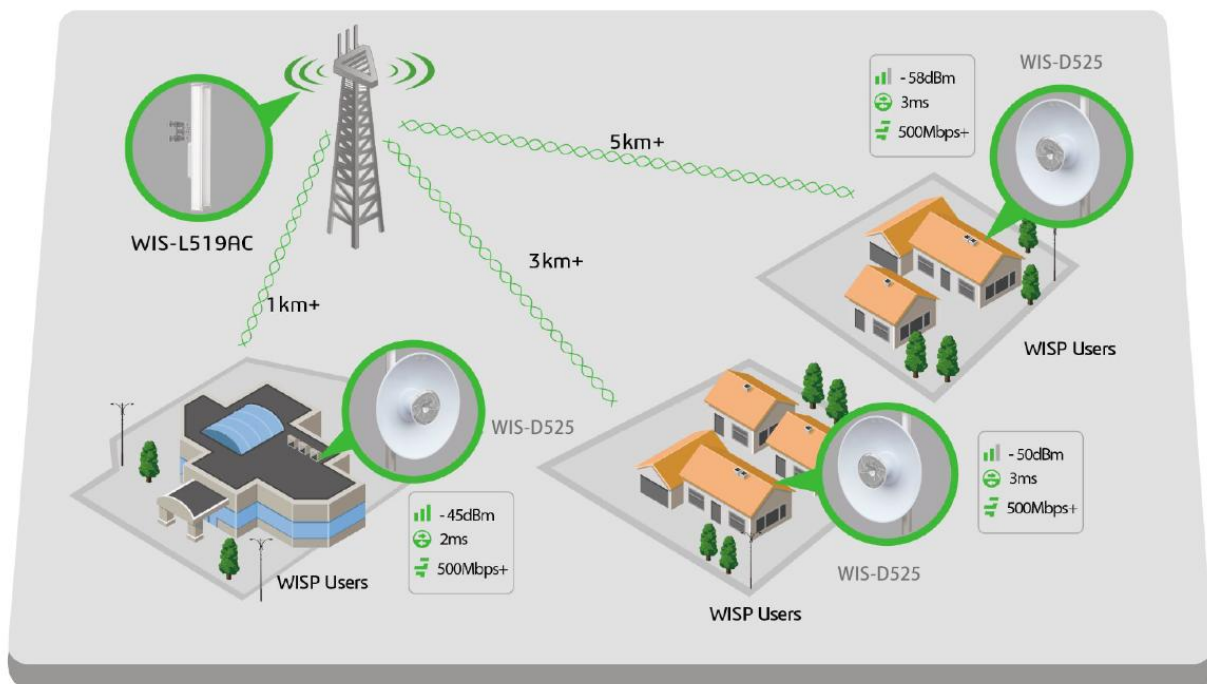 WIS-D525
-58dBm
3ms
500Mbps+
5km+
WIS-L519AC
3km+
1km+
WISP Users
WIS-D525
-45dBm
2ms
500Mbps+
WISP Users
-50dBm
3ms
500Mbps+
WIS-D525
WISP Users